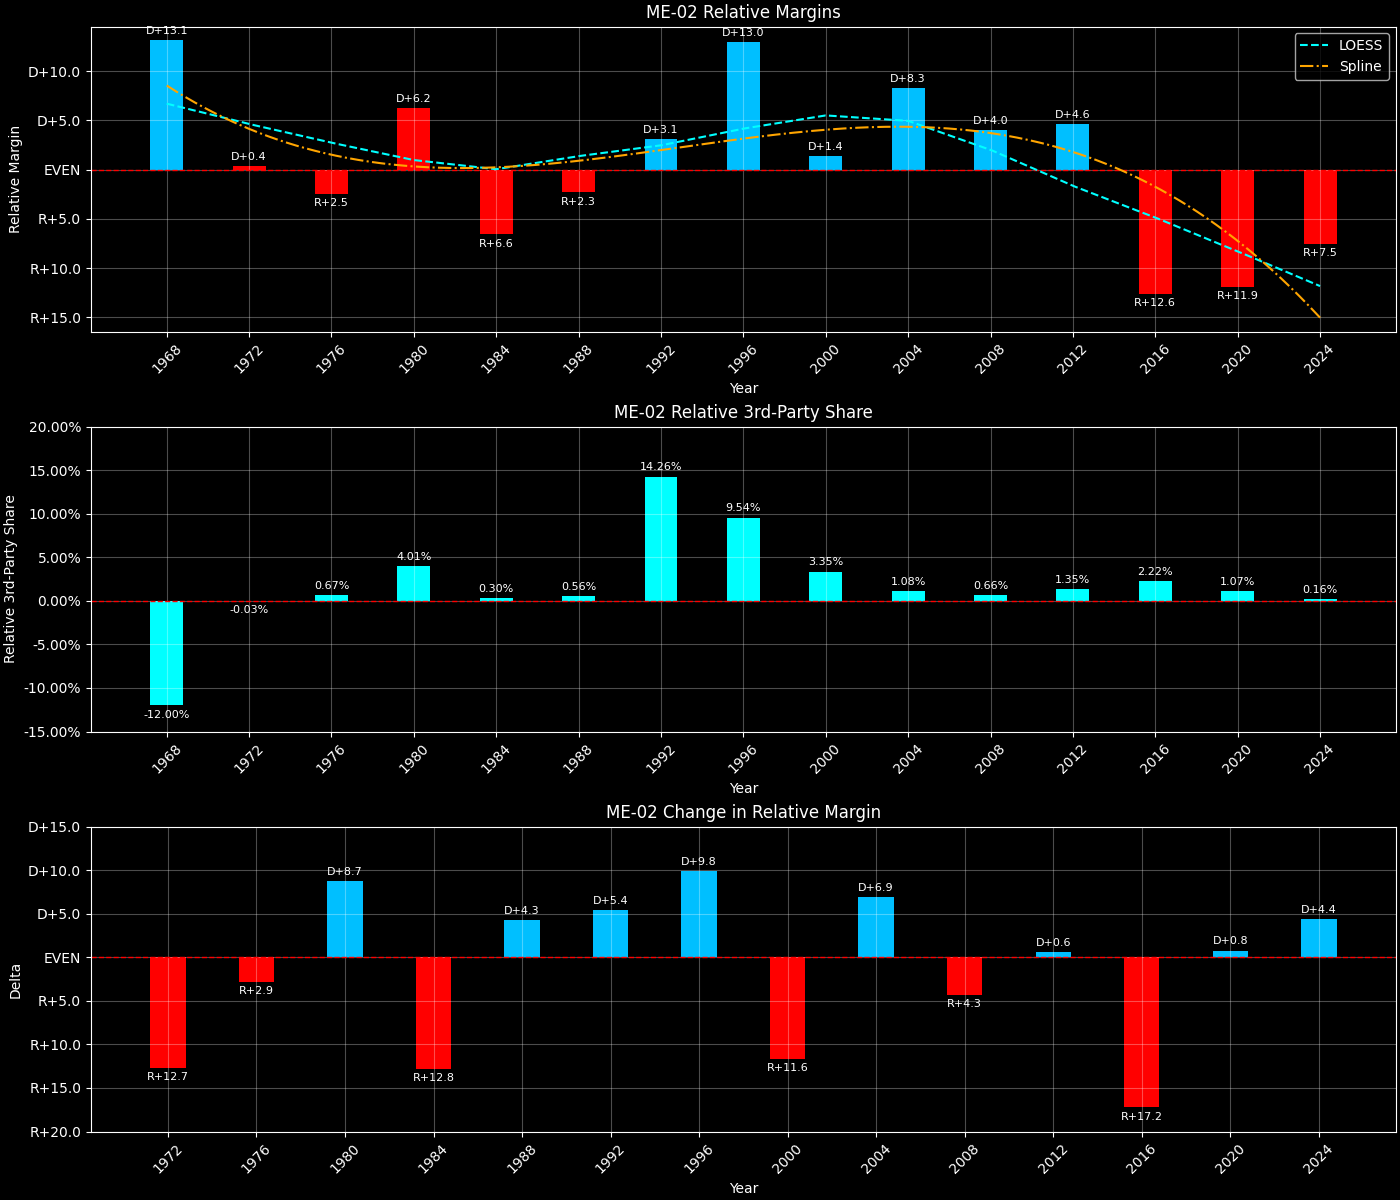 ME-02 Relative Margins
LOESS
Spline
Relative Margin
D+10.0
D+5.0
EVEN
R+5.0
R+10.0
R+15.0
D+13.1
D+0.4
R+2.5
D+6.2
R+6.6
R+2.3
D+3.1
D+13.0
D+1.4
D+8.3
D+4.0
D+4.6
R+12.6
R+11.9
R+7.5
1968
1972
1976
1980
1984
1988
1992
1996
2000
2004
2008
2012
2016
2020
2024
Year
ME-02 Relative 3rd-Party Share
Relative 3rd-Party Share
20.00%
15.00%
10.00%
5.00%
0.00%
-5.00%
-10.00%
-15.00%
-12.00%
-0.03%
0.67%
4.01%
0.30%
0.56%
14.26%
9.54%
3.35%
1.08%
0.66%
1.35%
2.22%
1.07%
0.16%
1968
1972
1976
1980
1984
1988
1992
1996
2000
2004
2008
2012
2016
2020
2024
Year
ME-02 Change in Relative Margin
Delta
D+15.0
D+10.0
D+5.0
EVEN
R+5.0
R+10.0
R+15.0
R+20.0
R+12.7
R+2.9
D+8.7
R+12.8
D+4.3
D+5.4
D+9.8
R+11.6
D+6.9
R+4.3
D+0.6
R+17.2
D+0.8
D+4.4
1972
1976
1980
1984
1988
1992
1996
2000
2004
2008
2012
2016
2020
2024
Year